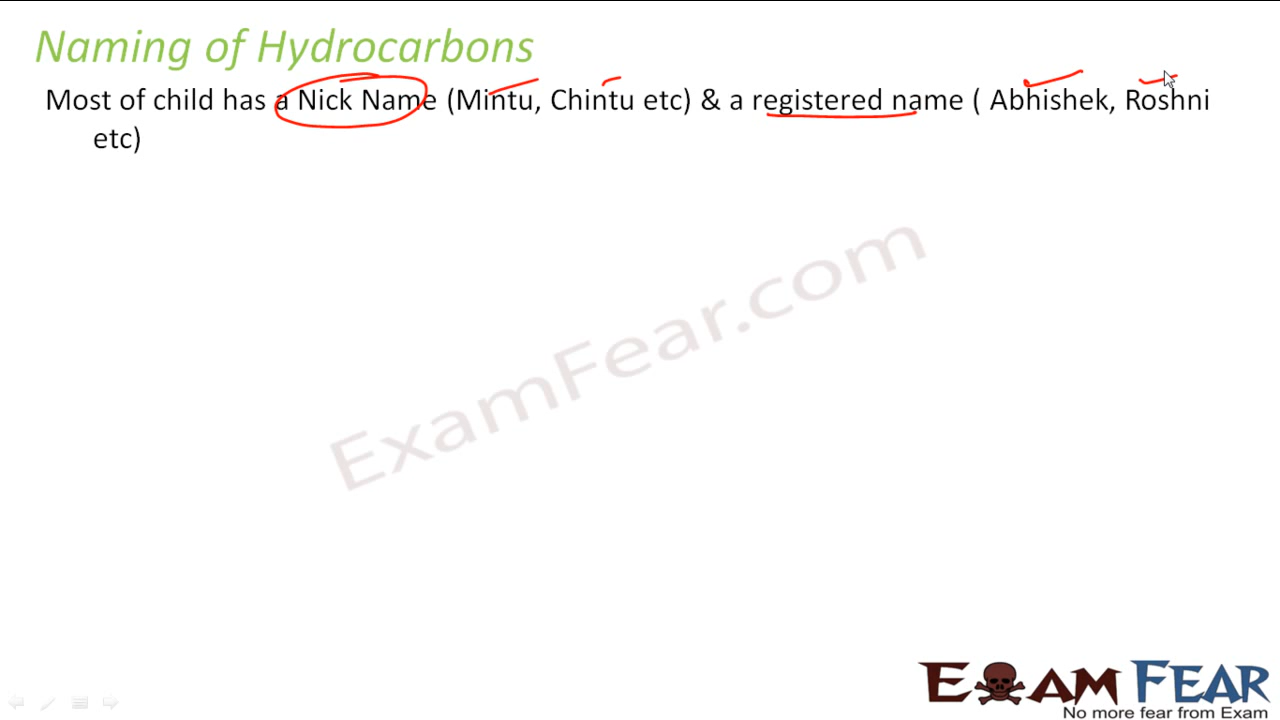 Naming of Hydrocarbons
Most of child has a Nick Name (Mintu, Chintu etc) & a registered name ( Abhishek, Roshni
etc)
ExamFear.com
EXAM FEAR
No more fear from Exam